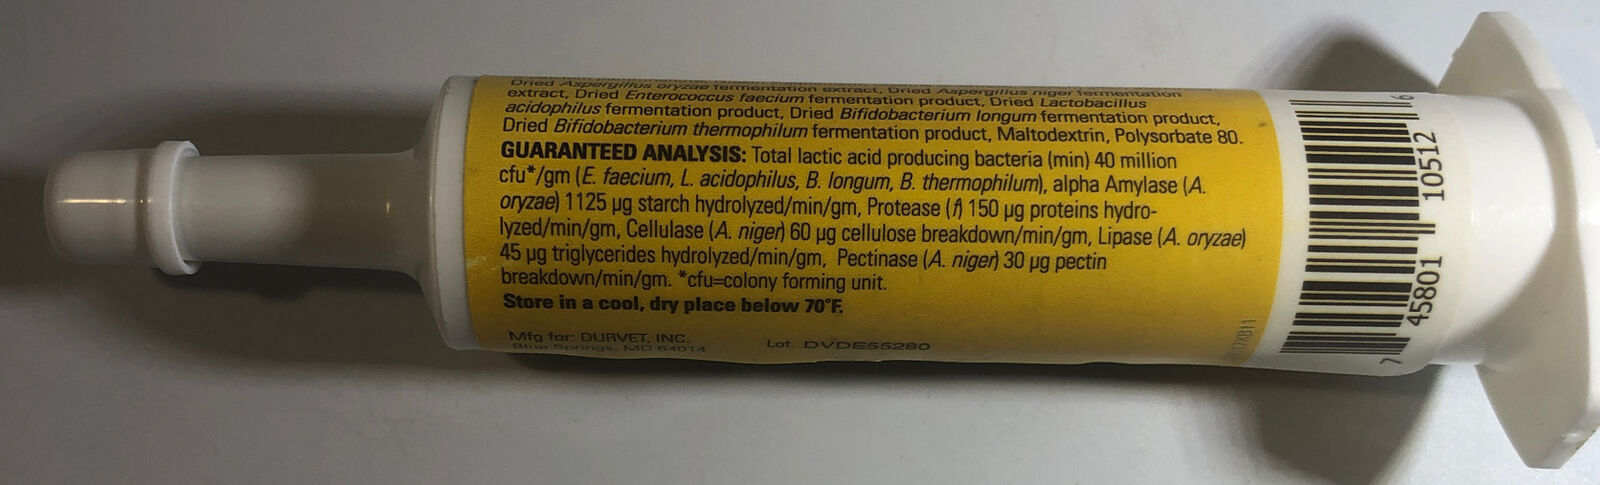 Dried Aspergillus oryzae fermentation extract, Dried Aspergillus niger fermentation
extract, Dried Enterococcus faecium fermentation product, Dried Lactobacillus
acidophilus fermentation product, Dried Bifidobacterium longum fermentation product,
Dried Bifidobacterium thermophilum fermentation product, Maltodextrin, Polysorbate 80.
GUARANTEED ANALYSIS: Total lactic acid producing bacteria (min) 40 million
cfu*/gm (E. faecium, L. acidophilus, B. longum, B. thermophilum), alpha Amylase (A.
oryzae) 1125 µg starch hydrolyzed/min/gm, Protease (f) 150 µg proteins hydro-
lyzed/min/gm, Cellulase (A. niger) 60 µg cellulose breakdown/min/gm, Lipase (A. oryzae)
45 µg triglycerides hydrolyzed/min/gm, Pectinase (A. niger) 30 µg pectin
breakdown/min/gm. *cfu=colony forming unit.
Store in a cool, dry place below 70°F.
Mfg for: DURVET, INC. Lot. DVDE55280
Blue Springs, MO 64014
7 45801 10512 6